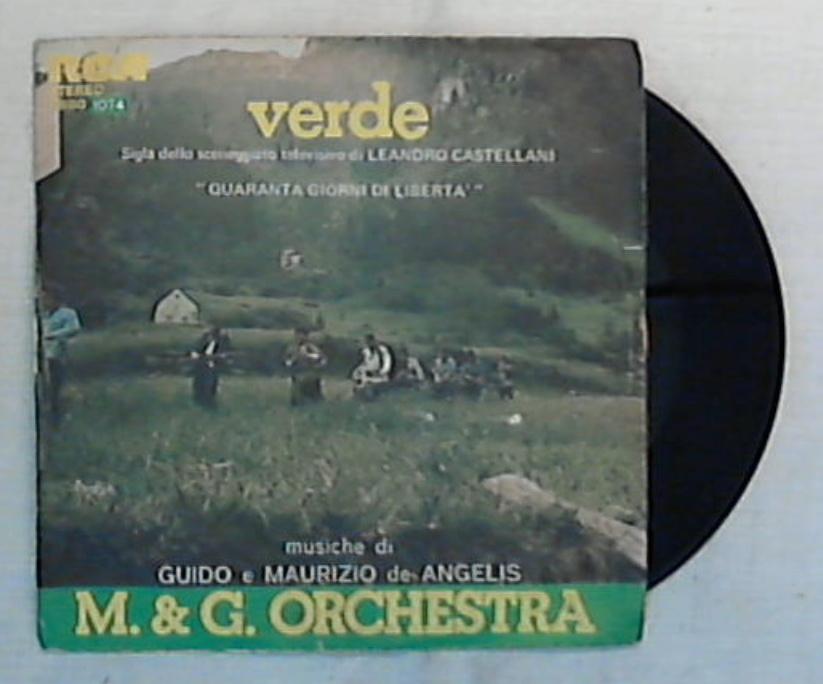 RCA
STEREO
1014
verde
Sigla dello sceneggiato televisivo di LEANDRO CASTELLANI
"QUARANTA GIORNI DI LIBERTA'"
musiche di
GUIDO e MAURIZIO de ANGELIS
M. & G. ORCHESTRA